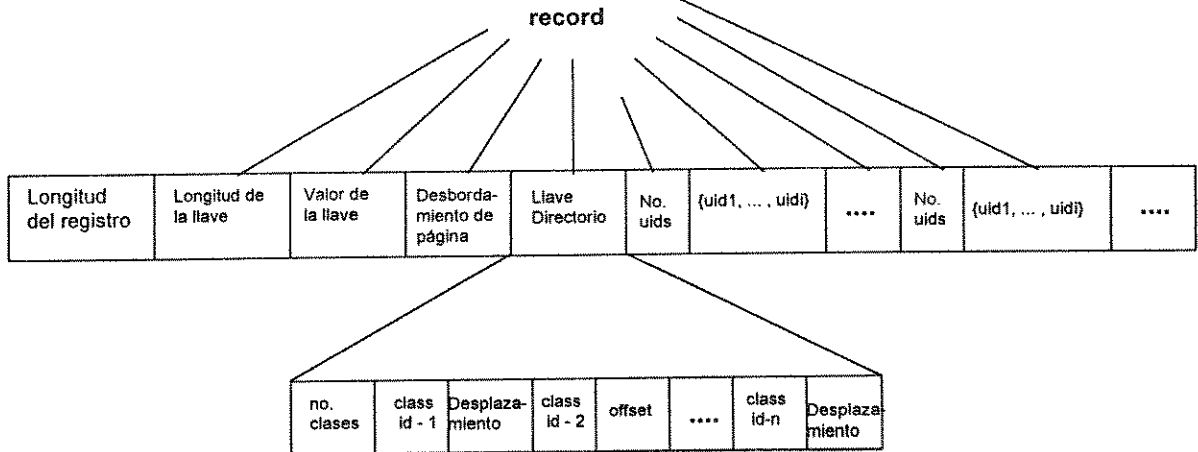 record
Longitud
del registro
Longitud de
la llave
Valor de
la llave
Desborda-
miento de
página
Llave
Directorio
No.
uids
{uid1, ... , uidi}
....
No.
uids
{uid1, ... , uidi}
....
no.
clases
class
id - 1
Desplaza-
miento
class
id - 2
offset
....
class
id-n
Desplaza-
miento